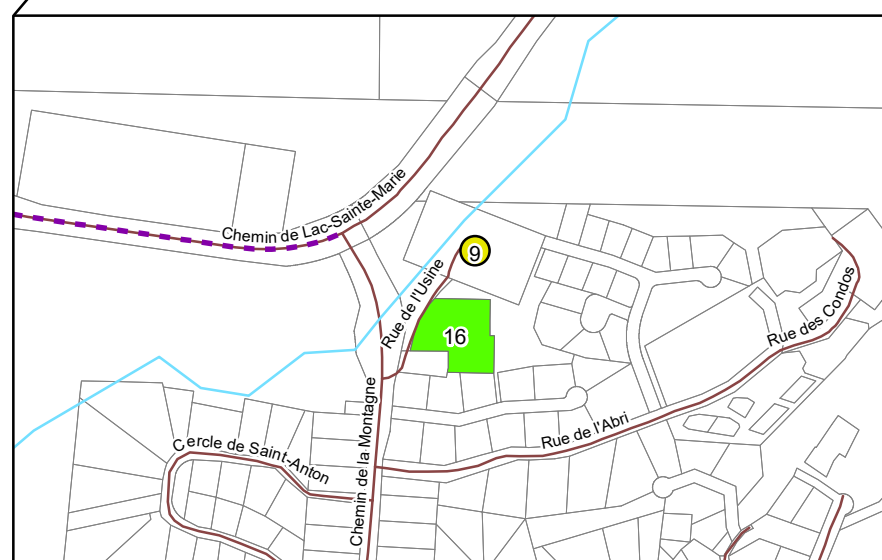 Chemin de Lac-Sainte-Marie
9
Rue de l'Usine
16
Rue des Condos
Rue de l'Abri
Chemin de la Montagne
Cercle de Saint-Anton